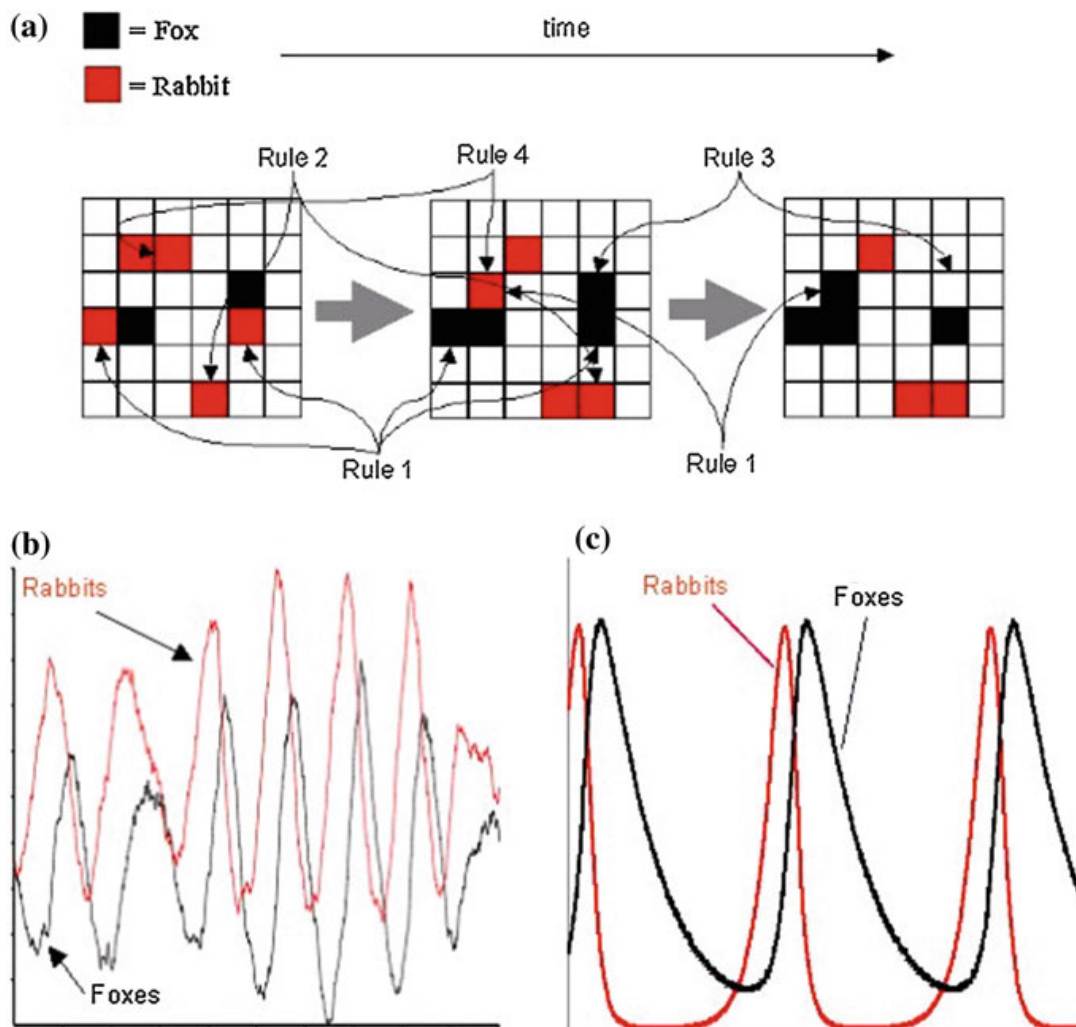 (a)
= Fox
time
= Rabbit
Rule 2
Rule 4
Rule 3
Rule 1
Rule 1
(b)
Rabbits
Foxes
(c)
Rabbits
Foxes